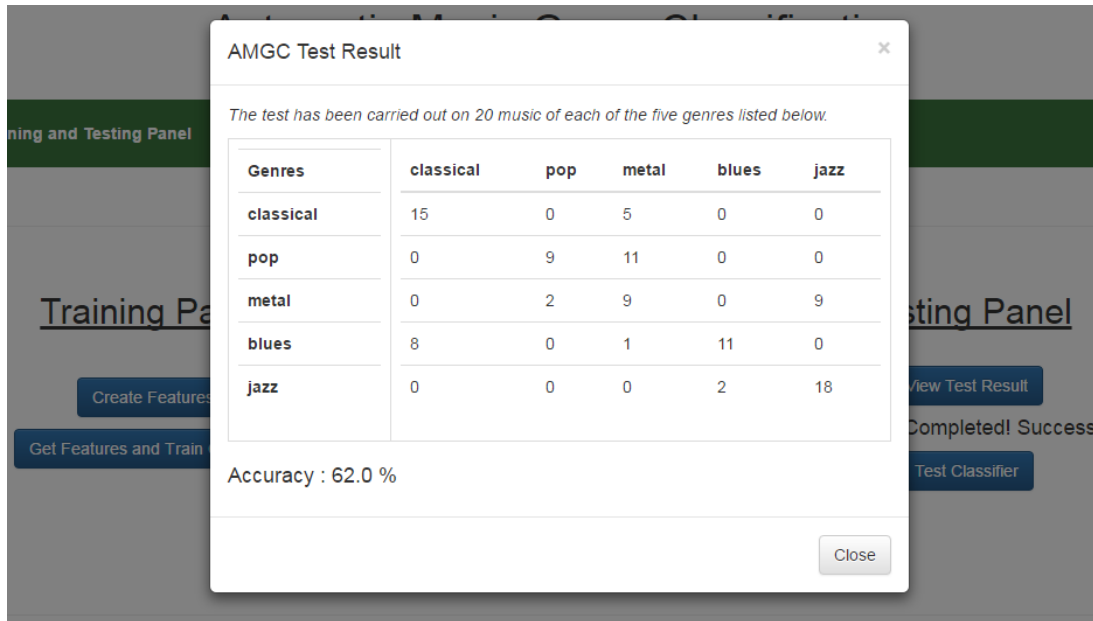 AMGC Test Result
×
The test has been carried out on 20 music of each of the five genres listed below.
ning and Testing Panel
Genres classical pop metal blues jazz
classical 15 0 5 0 0
pop 0 9 11 0 0
metal 0 2 9 0 9
blues 8 0 1 11 0
jazz 0 0 0 2 18
Accuracy : 62.0 %
Close
Training Pa
Create Features
Get Features and Train
sting Panel
View Test Result
Completed! Success
Test Classifier